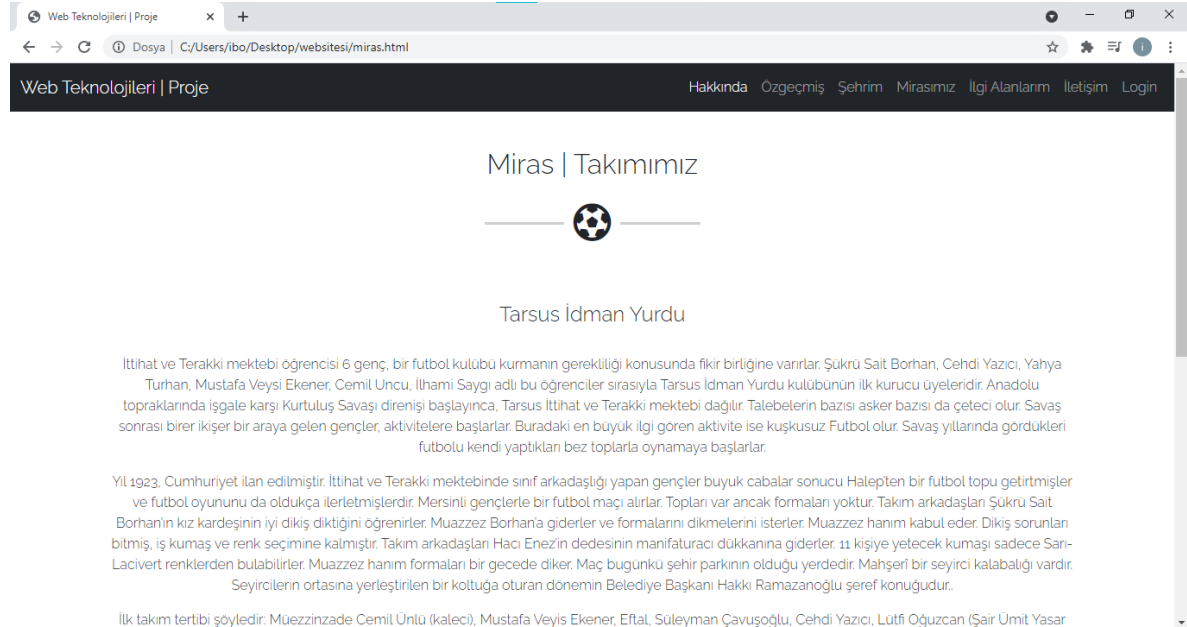 Web Teknolojileri | Proje
Dosya | C:/Users/ibo/Desktop/websitesi/miras.html
i
Web Teknolojileri | Proje
Hakkında Özgeçmiş Şehrim Mirasımız İlgi Alanlarım İletişim Login
Miras | Takımımız
Tarsus İdman Yurdu
İttihat ve Terakki mektebi öğrencisi 6 genç, bir futbol kulübü kurmanın gerekliliği konusunda fikir birliğine varırlar. Şükrü Sait Borhan, Cehdi Yazıcı, Yahya
Turhan, Mustafa Veysi Ekener, Cemil Uncu, İlhami Saygı adlı bu öğrenciler sırasıyla Tarsus İdman Yurdu kulübünün ilk kurucu üyeleridir. Anadolu
topraklarında işgale karşı Kurtuluş Savaşı direnişi başlayınca, Tarsus İttihat ve Terakki mektebi dağılır. Talebelerin bazısı asker bazısı da çeteci olur. Savaş
sonrası birer ikişer bir araya gelen gençler, aktivitelere başlarlar. Buradaki en büyük ilgi gören aktivite ise kuşkusuz Futbol olur. Savaş yıllarında gördükleri
futbolu kendi yaptıkları bez toplarla oynamaya başlarlar.
Yıl 1923, Cumhuriyet ilan edilmiştir. İttihat ve Terakki mektebinde sınıf arkadaşlığı yapan gençler buyuk cabalar sonucu Halep'ten bir futbol topu getirtmişler
ve futbol oyununu da oldukça ilerletmişlerdir. Mersinli gençlerle bir futbol maçı alırlar. Topları var ancak formaları yoktur. Takım arkadaşları Şükrü Sait
Borhan'ın kız kardeşinin iyi dikiş diktiğini öğrenirler. Muazzez Borhan'a giderler ve formalarını dikmelerini isterler. Muazzez hanım kabul eder. Dikiş sorunları
bitmiş, iş kumaş ve renk seçimine kalmıştır. Takım arkadaşları Hacı Enez'in dedesinin manifaturacı dükkanına giderler. 11 kişiye yetecek kumaşı sadece Sarı-
Lacivert renklerden bulabilirler. Muazzez hanım formaları bir gecede diker. Maç bugünkü şehir parkının olduğu yerdedir. Mahşerî bir seyirci kalabalığı vardır.
Seyircilerin ortasına yerleştirilen bir koltuğa oturan dönemin Belediye Başkanı Hakkı Ramazanoğlu şeref konuğudur..
İlk takım tertibi şöyledir: Müezzinzade Cemil Ünlü (kaleci), Mustafa Veyis Ekener, Eftal, Süleyman Çavuşoğlu, Cehdi Yazıcı, Lütfi Oğuzcan (Şair Ümit Yasar